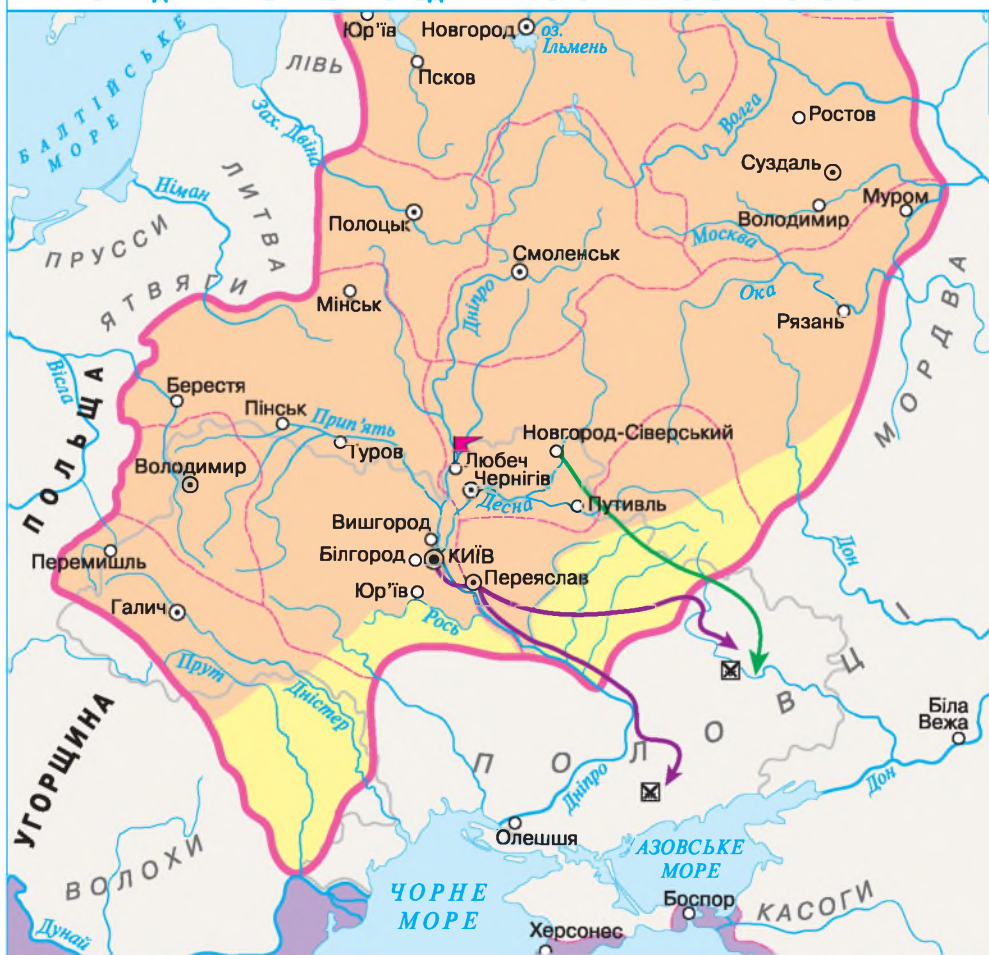 Юр'їв
Новгород
оз.
Ільмень
Псков
ЛІВЬ
БАЛТІЙСЬКЕ
МОРЕ
Зах. Двіна
Волга
Ростов
Суздаль
Володимир
Муром
Німан
ЛИТВА
ПРУССИ
ЯТВЯГИ
Полоцьк
Москва
Смоленськ
Мінськ
Дніпро
Ока
Рязань
МОРДВА
Вісла
ПОЛЬЩА
Берестя
Пінськ
Прип'ять
Туров
Новгород-Сіверський
Любеч
Чернігів
Десна
Путивль
Володимир
Вишгород
Білгород
КИЇВ
Переяслав
Перемишль
Юр'їв
Рось
Галич
Дон
Прут
Дністер
ПОЛОВЦІ
Біла
Вежа
УГОРЩИНА
Дніпро
Дон
Олешшя
АЗОВСЬКЕ
МОРЕ
ВОЛОХИ
ЧОРНЕ
МОРЕ
Боспор
КАСОГИ
Дунай
Херсонес